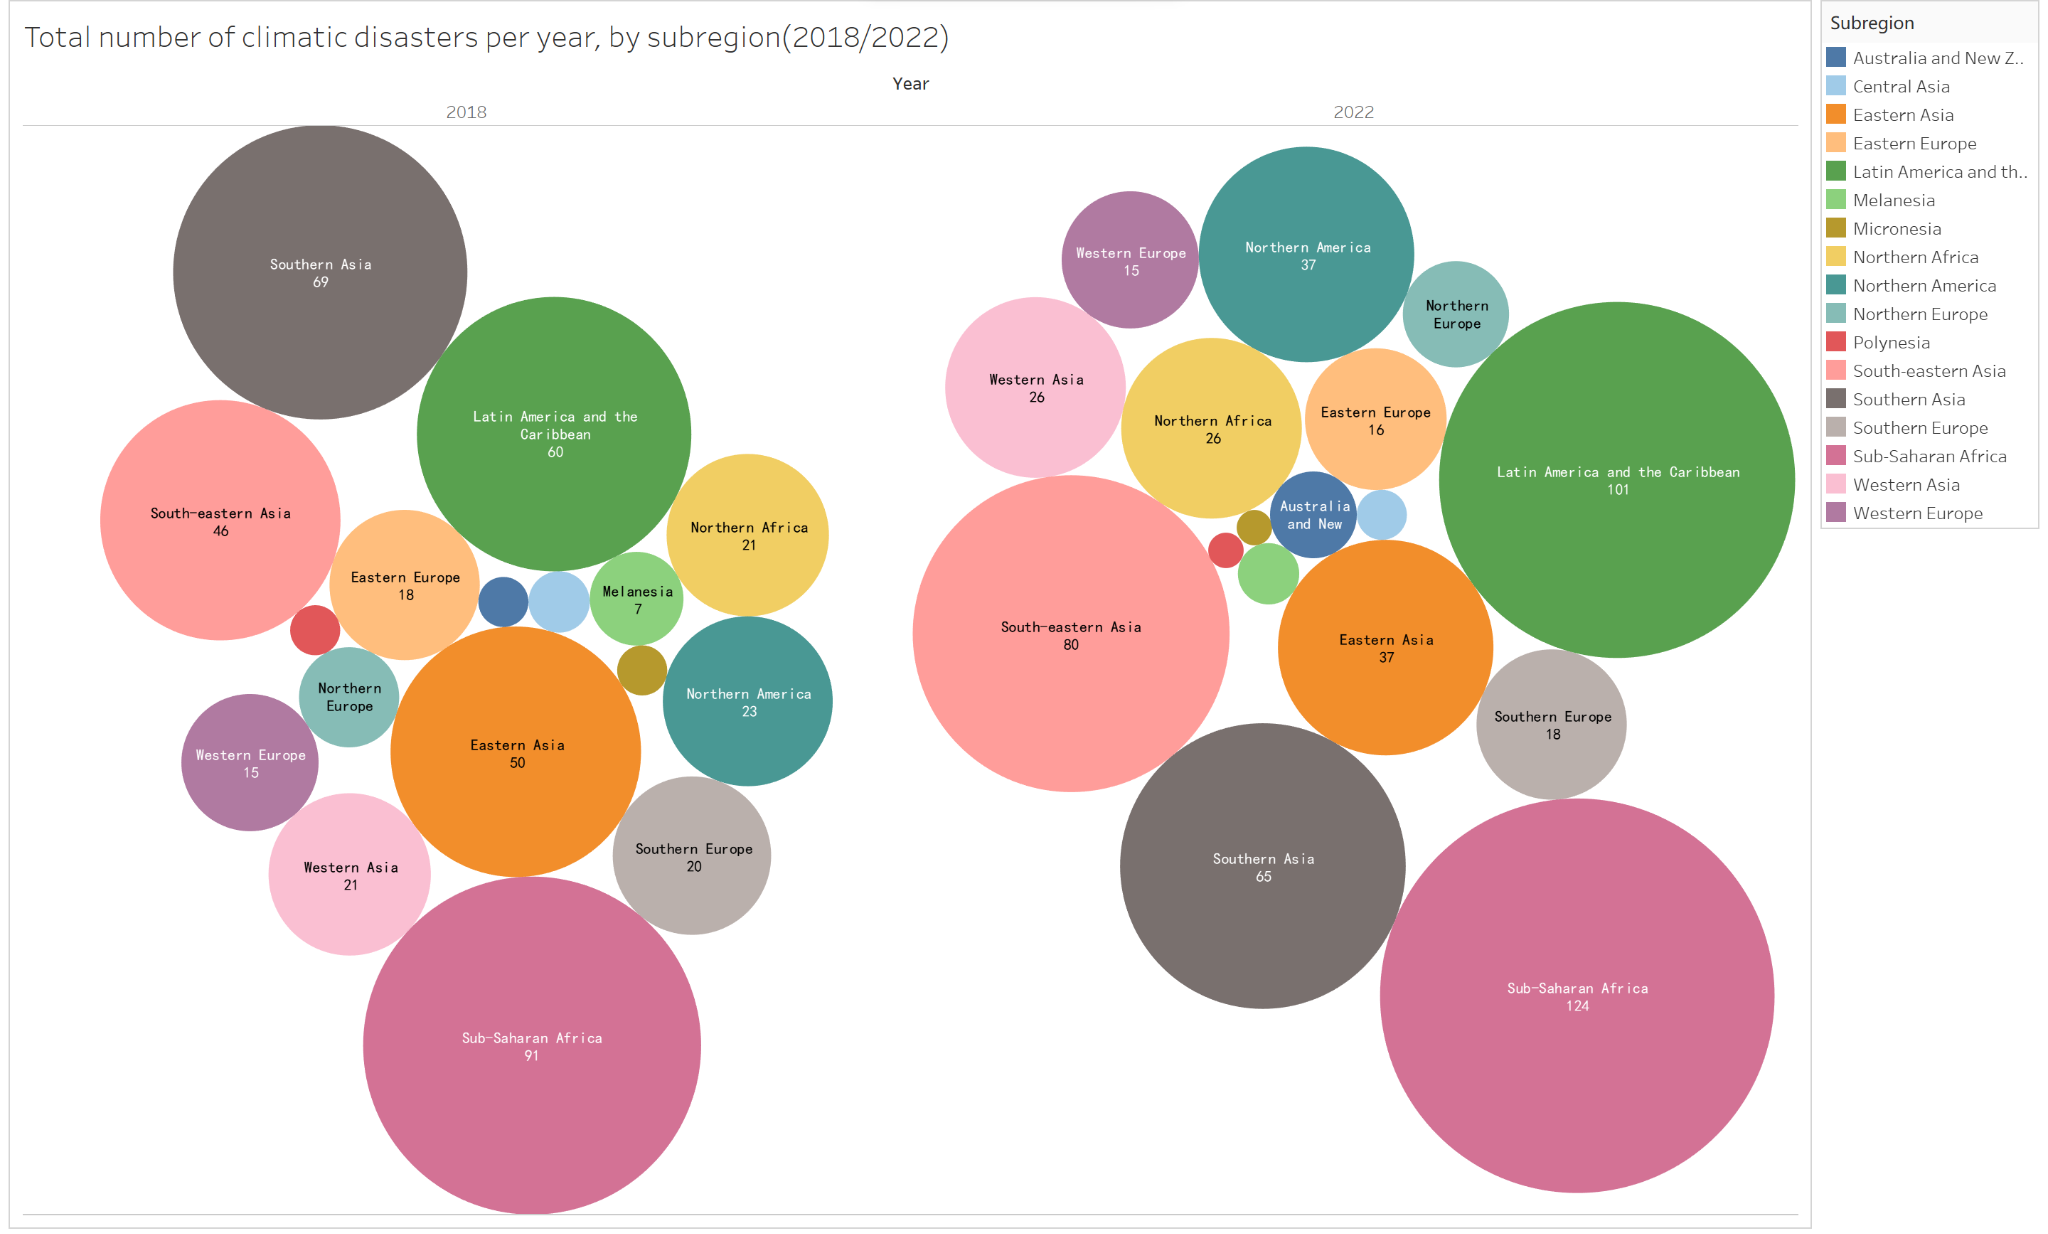 Total number of climatic disasters per year, by subregion(2018/2022)
Year
2018
2022
Southern Asia
69
Latin America and the
Caribbean
60
South-eastern Asia
46
Northern Africa
21
Eastern Europe
18
Melanesia
7
Northern
Europe
Northern America
23
Western Europe
15
Eastern Asia
50
Southern Europe
20
Western Asia
21
Sub-Saharan Africa
91
Western Europe
15
Northern America
37
Northern
Europe
Western Asia
26
Northern Africa
26
Eastern Europe
16
Latin America and the Caribbean
101
Australia
and New
South-eastern Asia
80
Eastern Asia
37
Southern Europe
18
Southern Asia
65
Sub-Saharan Africa
124
Subregion
Australia and New Z..
Central Asia
Eastern Asia
Eastern Europe
Latin America and th..
Melanesia
Micronesia
Northern Africa
Northern America
Northern Europe
Polynesia
South-eastern Asia
Southern Asia
Southern Europe
Sub-Saharan Africa
Western Asia
Western Europe